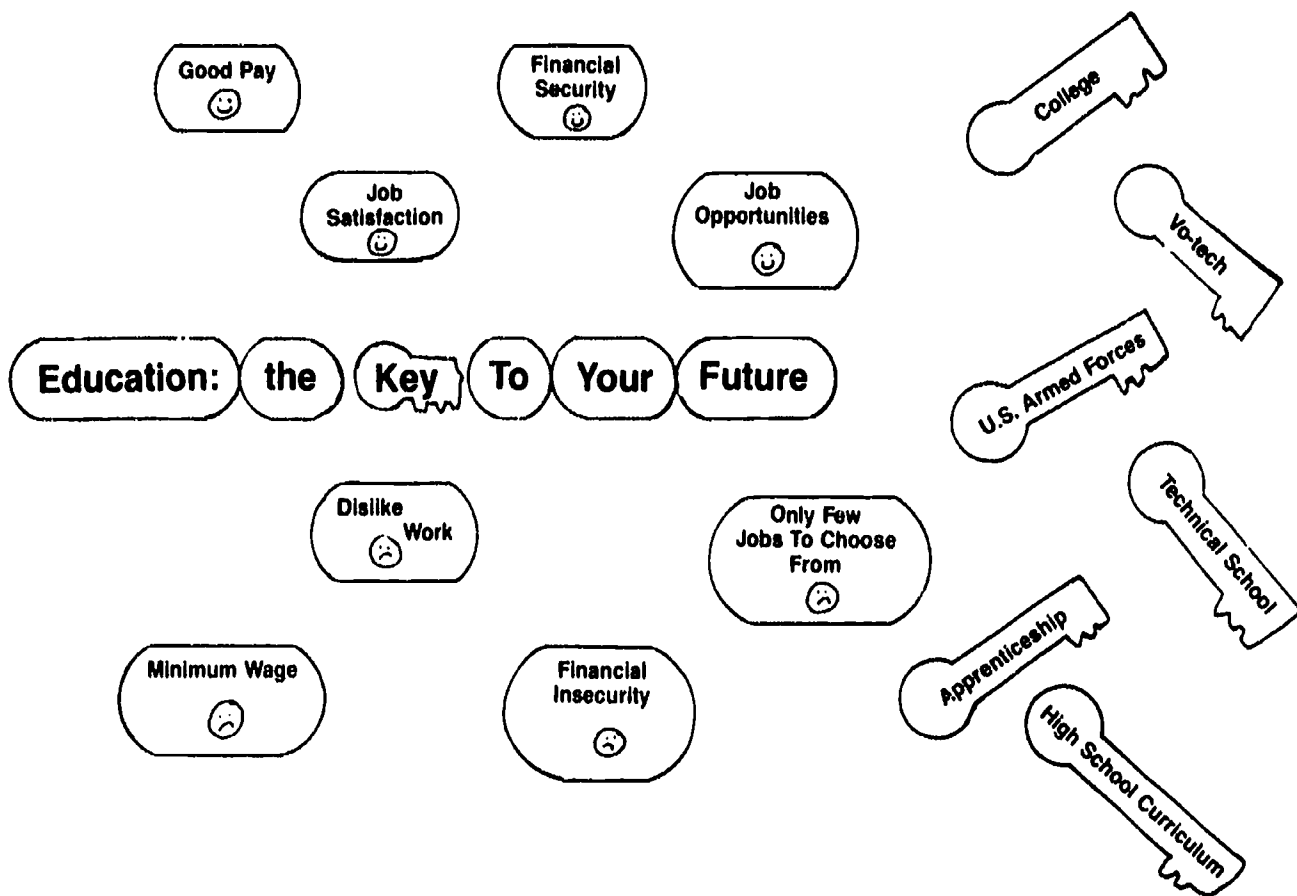 Good Pay
Financial
Security
Job
Satisfaction
Job
Opportunities
Education: the Key To Your Future
Dislike
Work
Only Few
Jobs To Choose
From
Minimum Wage
Financial
Insecurity
College
Vo-tech
U.S. Armed Forces
Technical School
Apprenticeship
High School Curriculum